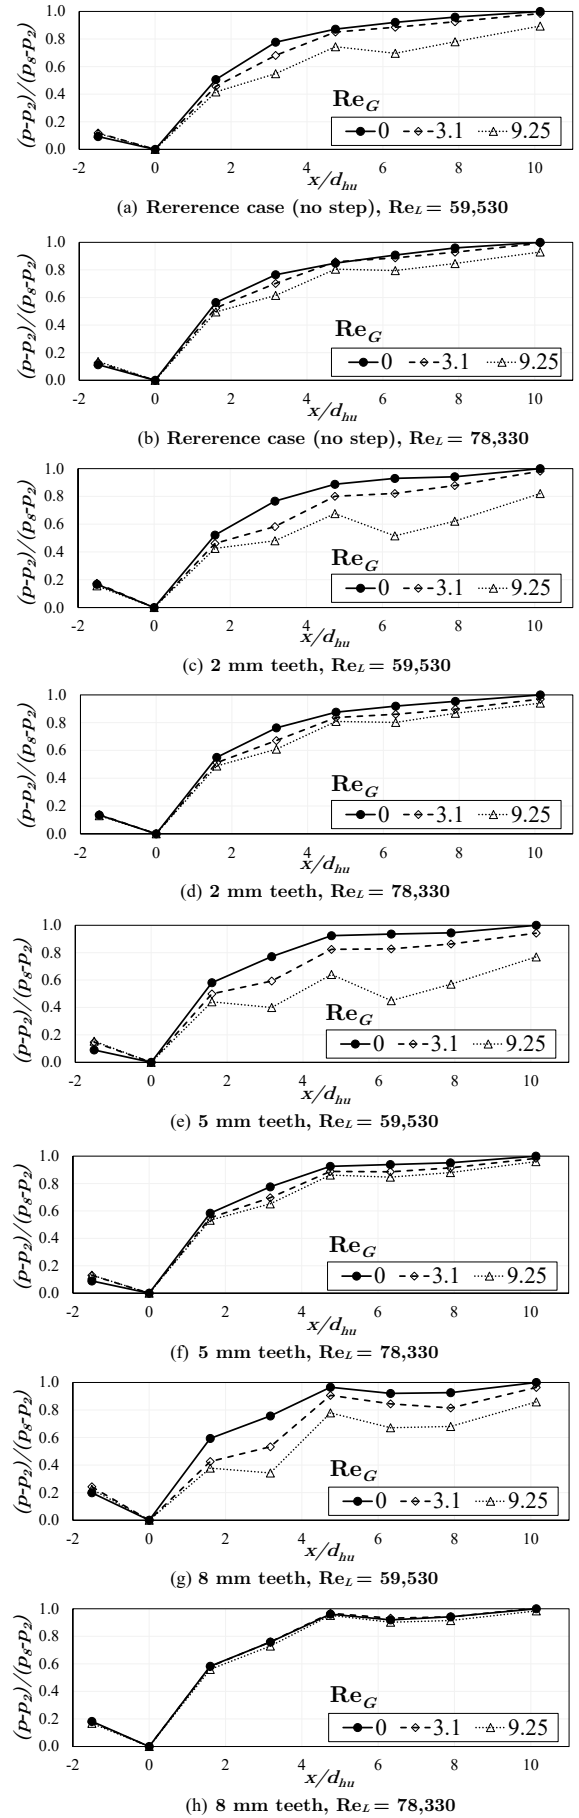 (p-p2)/(p8-p2)
1.0
0.8
0.6
0.4
0.2
0.0
ReG
0 -3.1 9.25
-2 0 2 4 6 8 10
x/dhu
(a) Rererence case (no step), ReL = 59,530
(p-p2)/(p8-p2)
1.0
0.8
0.6
0.4
0.2
0.0
ReG
0 -3.1 9.25
-2 0 2 4 6 8 10
x/dhu
(b) Rererence case (no step), ReL = 78,330
(p-p2)/(p8-p2)
1.0
0.8
0.6
0.4
0.2
0.0
ReG
0 -3.1 9.25
-2 0 2 4 6 8 10
x/dhu
(c) 2 mm teeth, ReL = 59,530
(p-p2)/(p8-p2)
1.0
0.8
0.6
0.4
0.2
0.0
ReG
0 -3.1 9.25
-2 0 2 4 6 8 10
x/dhu
(d) 2 mm teeth, ReL = 78,330
(p-p2)/(p8-p2)
1.0
0.8
0.6
0.4
0.2
0.0
ReG
0 -3.1 9.25
-2 0 2 4 6 8 10
x/dhu
(e) 5 mm teeth, ReL = 59,530
(p-p2)/(p8-p2)
1.0
0.8
0.6
0.4
0.2
0.0
ReG
0 -3.1 9.25
-2 0 2 4 6 8 10
x/dhu
(f) 5 mm teeth, ReL = 78,330
(p-p2)/(p8-p2)
1.0
0.8
0.6
0.4
0.2
0.0
ReG
0 -3.1 9.25
-2 0 2 4 6 8 10
x/dhu
(g) 8 mm teeth, ReL = 59,530
(p-p2)/(p8-p2)
1.0
0.8
0.6
0.4
0.2
0.0
ReG
0 -3.1 9.25
-2 0 2 4 6 8 10
x/dhu
(h) 8 mm teeth, ReL = 78,330